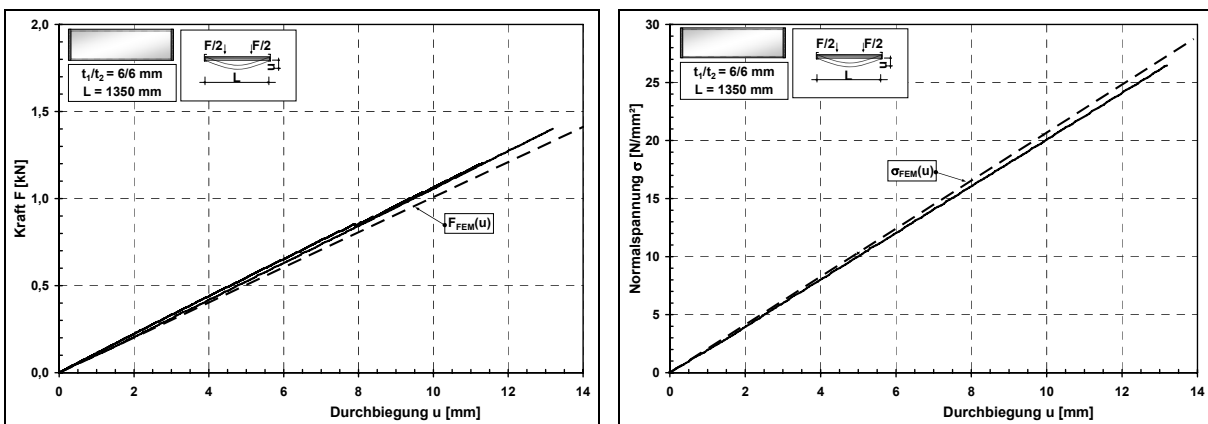 2,0
1,5
1,0
0,5
0,0
Kraft F [kN]
t₁/t₂ = 6/6 mm
L = 1350 mm
F/2 F/2
u
L
F_FEM(u)
0 2 4 6 8 10 12 14
Durchbiegung u [mm]
30
25
20
15
10
5
0
Normalspannung σ [N/mm²]
t₁/t₂ = 6/6 mm
L = 1350 mm
F/2 F/2
u
L
σ_FEM(u)
0 2 4 6 8 10 12 14
Durchbiegung u [mm]